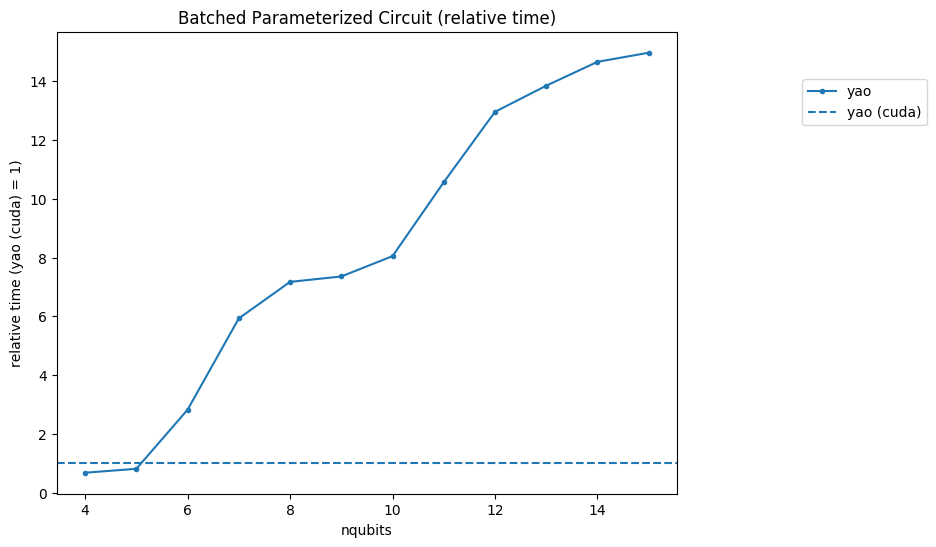 Batched Parameterized Circuit (relative time)
relative time (yao (cuda) = 1)
14
12
10
8
6
4
2
0
4
6
8
10
12
14
nqubits
yao
yao (cuda)